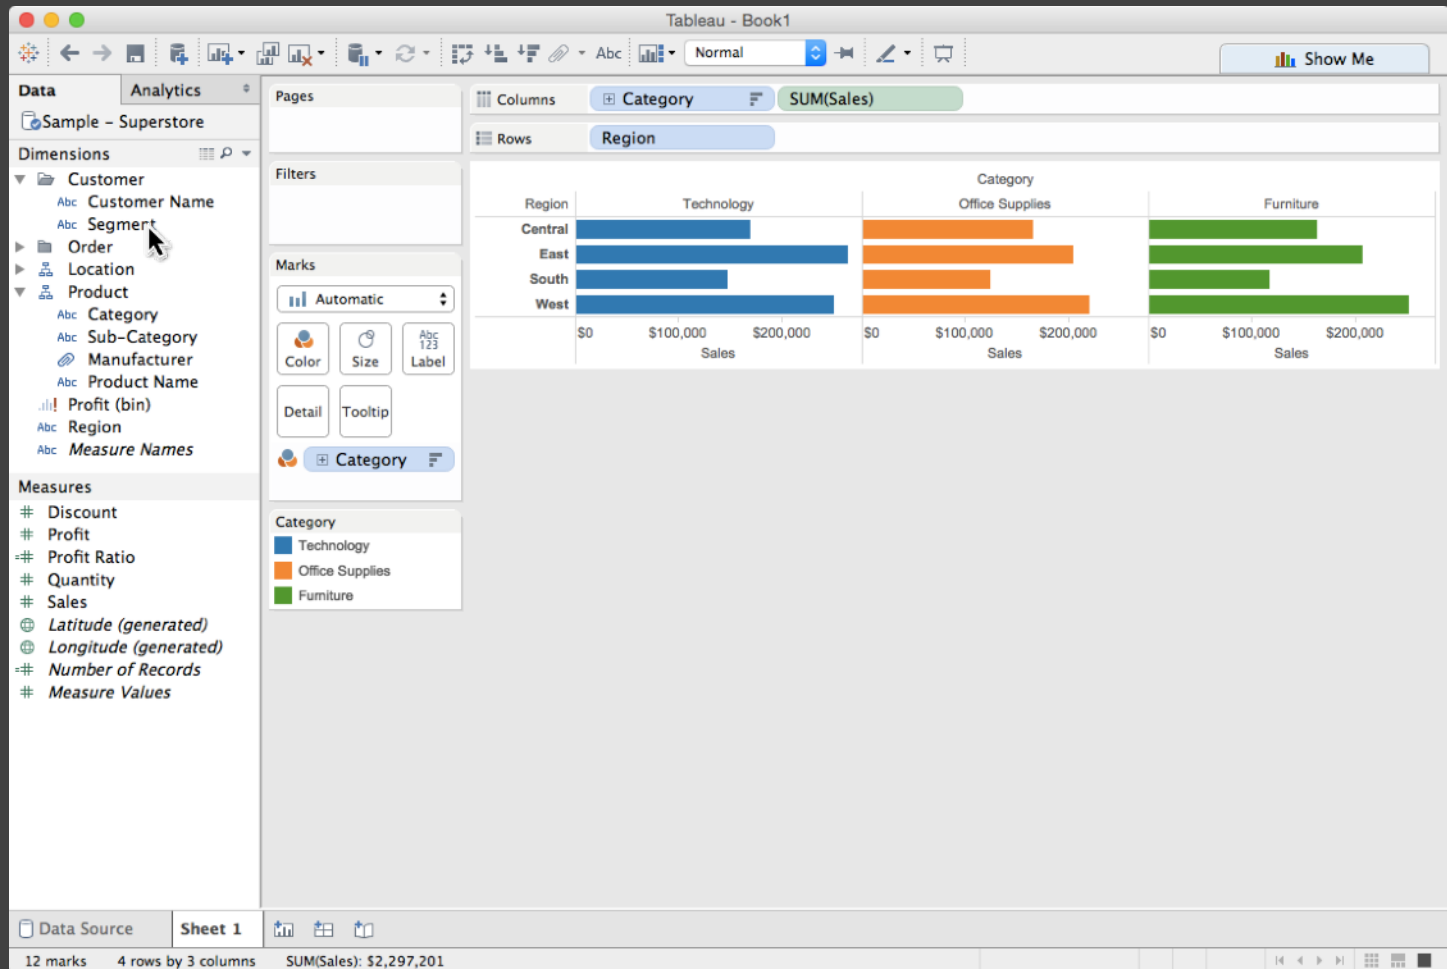 Tableau - Book1
Abc
Normal
Show Me
Data
Analytics
Sample - Superstore
Dimensions
Customer
Abc Customer Name
Abc Segment
Order
Location
Product
Abc Category
Abc Sub-Category
Manufacturer
Abc Product Name
Profit (bin)
Abc Region
Abc Measure Names
Measures
# Discount
# Profit
=# Profit Ratio
# Quantity
# Sales
Latitude (generated)
Longitude (generated)
=# Number of Records
# Measure Values
Pages
Filters
Marks
Automatic
Color
Size
Abc
123
Label
Detail
Tooltip
Category
Category
Technology
Office Supplies
Furniture
Columns
Category
SUM(Sales)
Rows
Region
Category
Region Technology Office Supplies Furniture
Central
East
South
West
$0 $100,000 $200,000 $0 $100,000 $200,000 $0 $100,000 $200,000
Sales Sales Sales
Data Source
Sheet 1
12 marks 4 rows by 3 columns SUM(Sales): $2,297,201